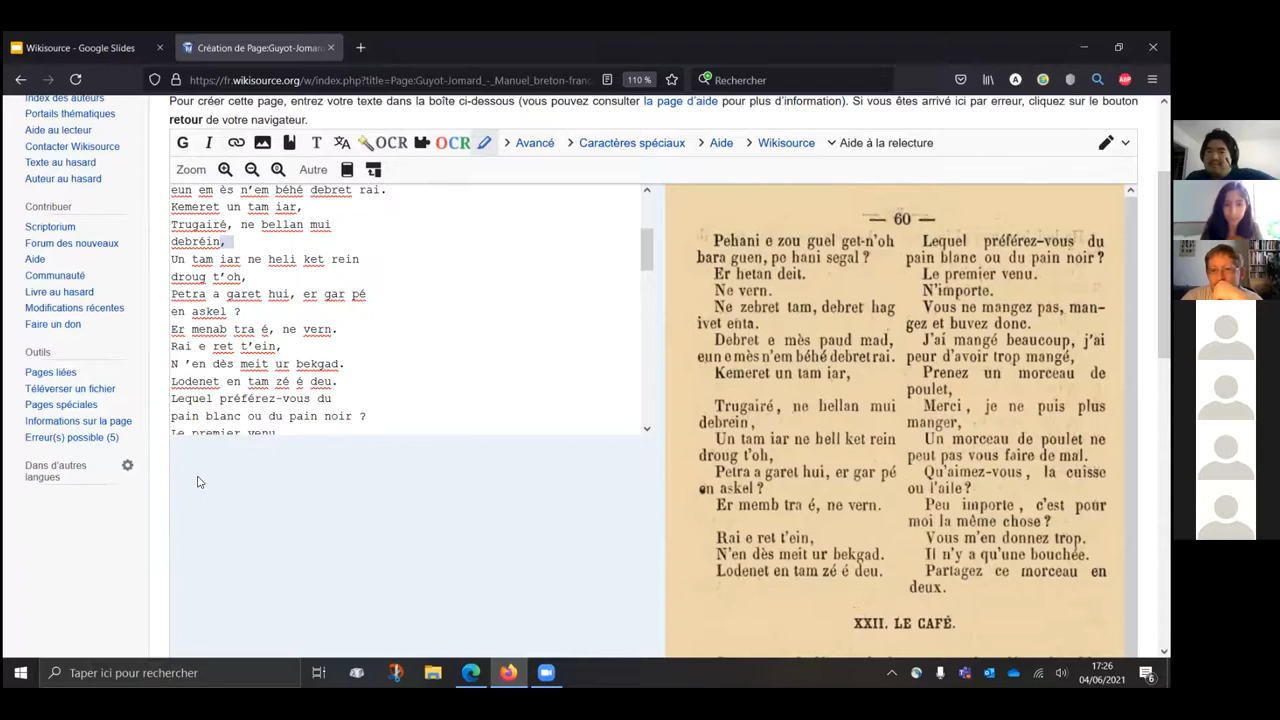 Wikisource - Google Slides
Création de Page:Guyot-Jomard
https://fr.wikisource.org/w/index.php?title=Page:Guyot-Jomard_-_Manuel_breton-franc
110 %
Rechercher
Index des auteurs
Portails thématiques
Aide au lecteur
Contacter Wikisource
Texte au hasard
Auteur au hasard
Contribuer
Scriptorium
Forum des nouveaux
Aide
Communauté
Livre au hasard
Modifications récentes
Faire un don
Outils
Pages liées
Téléverser un fichier
Pages spéciales
Informations sur la page
Erreur(s) possible (5)
Dans d'autres
langues
Pour créer cette page, entrez votre texte dans la boîte ci-dessous (vous pouvez consulter la page d'aide pour plus d'information). Si vous êtes arrivé ici par erreur, cliquez sur le bouton
retour de votre navigateur.
G I T OCR OCR Avancé Caractères spéciaux Aide Wikisource Aide à la relecture
Zoom Autre
eun em ès n'em béhé debret rai.
Kemeret un tam iar,
Trugairé, ne bellan mui
debréin,
Un tam iar ne heli ket rein
droug t'oh,
Petra a garet hui, er gar pé
en askel ?
Er menab tra é, ne vern.
Rai e ret t'ein,
N 'en dès meit ur bekgad.
Lodenet en tam zé é deu.
Lequel préférez-vous du
pain blanc ou du pain noir ?
Le premier venu
— 60 —
Pehani e zou guel get-n'oh
bara guen, pe hani segal ?
Er hetan deit.
Ne vern.
Ne zebret tam, debret hag
ivet enta.
Debret e mès paud mad,
eun e mès n'em béhé debret rai.
Kemeret un tam iar,
Trugairé, ne hellan mui
debrein,
Un tam iar ne hell ket rein
droug t'oh,
Petra a garet hui, er gar pé
en askel ?
Er memb tra é, ne vern.
Rai e ret t'ein,
N'en dès meit ur bekgad.
Lodenet en tam zé é deu.
Lequel préférez-vous du
pain blanc ou du pain noir ?
Le premier venu.
N'importe.
Vous ne mangez pas, man-
gez et buvez donc.
J'ai mangé beaucoup, j'ai
peur d'avoir trop mangé,
Prenez un morceau de
poulet,
Merci, je ne puis plus
manger,
Un morceau de poulet ne
peut pas vous faire de mal.
Qu'aimez-vous, la cuisse
ou l'aile ?
Peu importe, c'est pour
moi la même chose ?
Vous m'en donnez trop.
Il n'y a qu'une bouchée.
Partagez ce morceau en
deux.
XXII. LE CAFÉ.
Taper ici pour rechercher
17:26
04/06/2021
6